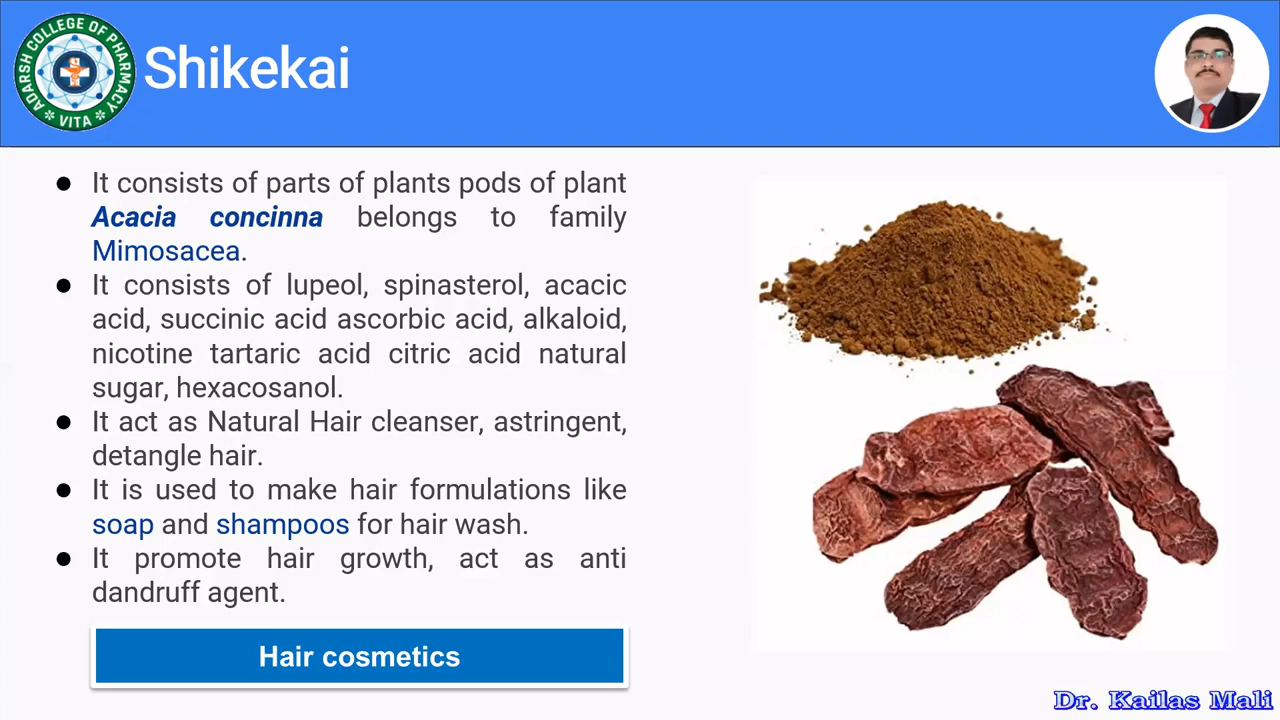 ADARSH COLLEGE OF PHARMACY
VITA
Shikekai
● It consists of parts of plants pods of plant
Acacia concinna belongs to family
Mimosacea.
● It consists of lupeol, spinasterol, acacic
acid, succinic acid ascorbic acid, alkaloid,
nicotine tartaric acid citric acid natural
sugar, hexacosanol.
● It act as Natural Hair cleanser, astringent,
detangle hair.
● It is used to make hair formulations like
soap and shampoos for hair wash.
● It promote hair growth, act as anti
dandruff agent.
Hair cosmetics
Dr. Kailas Mali